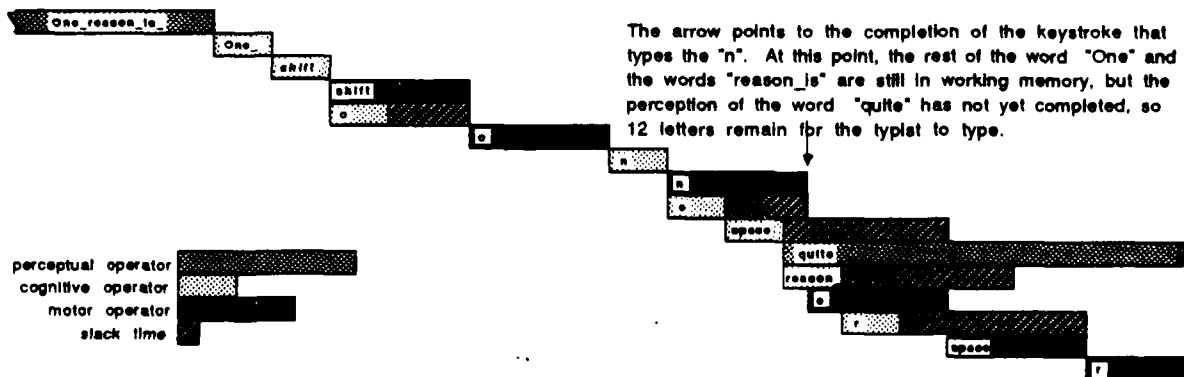 One_reason_is_
One_
shift
shift
o
o
n
n
e
space
quite
reason
e
r
space
r
The arrow points to the completion of the keystroke that
types the "n". At this point, the rest of the word "One" and
the words "reason_is" are still in working memory, but the
perception of the word "quite" has not yet completed, so
12 letters remain for the typist to type.
perceptual operator
cognitive operator
motor operator
slack time